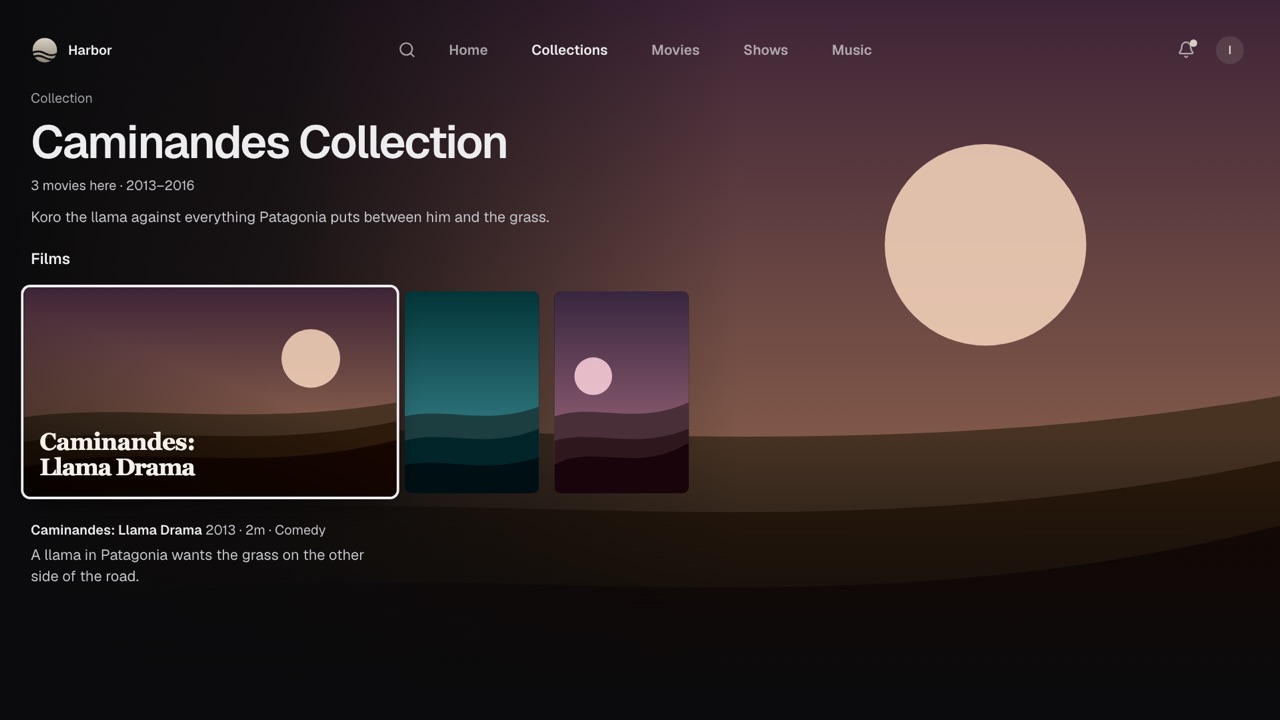 Harbor
Home
Collections
Movies
Shows
Music
I
Collection
Caminandes Collection
3 movies here · 2013–2016
Koro the llama against everything Patagonia puts between him and the grass.
Films
Caminandes:
Llama Drama
Caminandes: Llama Drama 2013 · 2m · Comedy
A llama in Patagonia wants the grass on the other
side of the road.